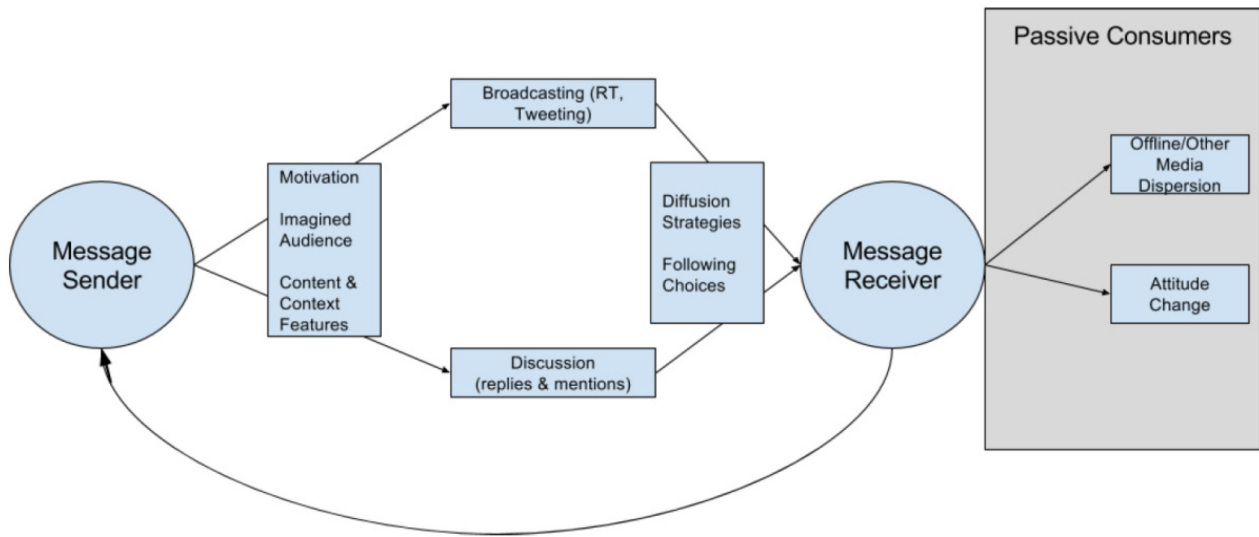 Passive Consumers
Broadcasting (RT,
Tweeting)
Offline/Other
Media
Dispersion
Motivation
Imagined
Audience
Content &
Context
Features
Diffusion
Strategies
Following
Choices
Message
Sender
Message
Receiver
Attitude
Change
Discussion
(replies & mentions)